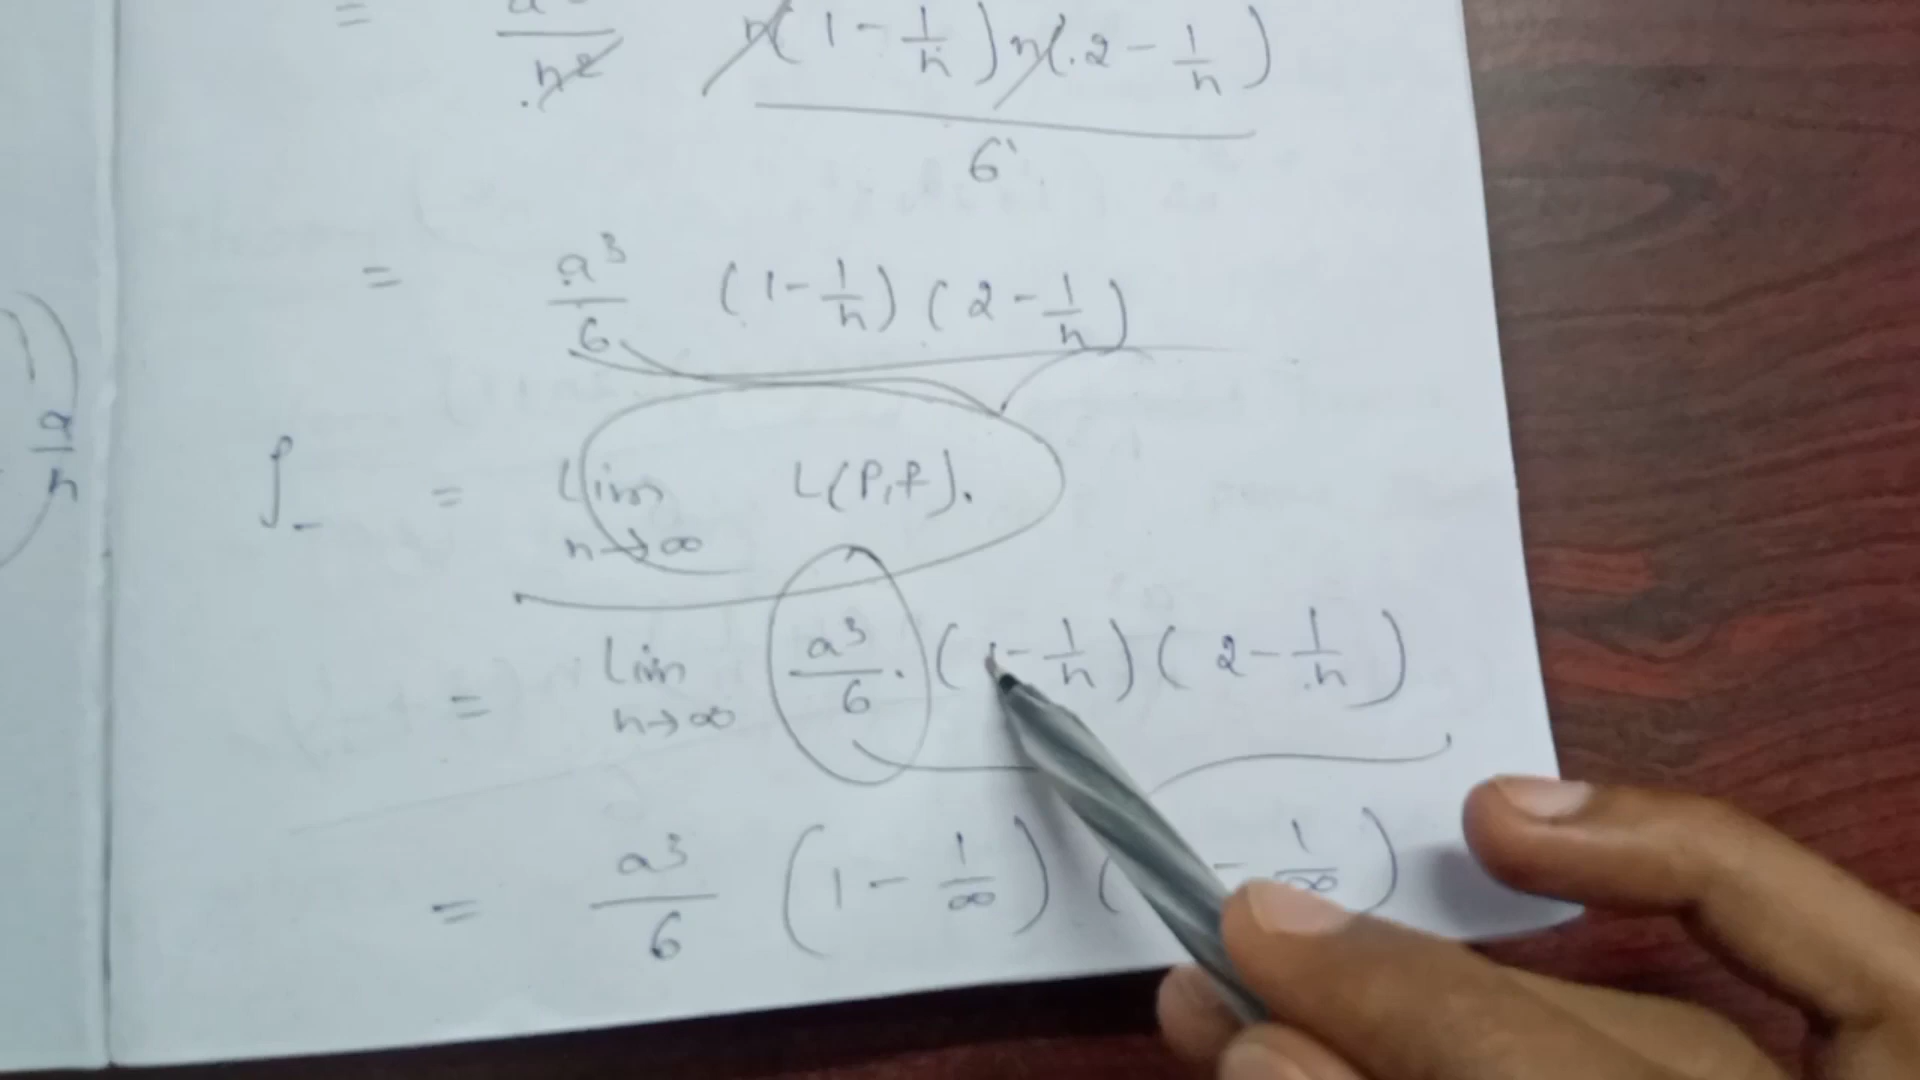 = n(1 - 1/n) n(.2 - 1/n)
n²
6
= a³/6 (1 - 1/n) (2 - 1/n)
a/n
∫_ = Lim n→∞ L(P,f).
= Lim n→∞ a³/6 . (1 - 1/n) (2 - 1/n)
= a³/6 (1 - 1/∞) ( - 1/∞)